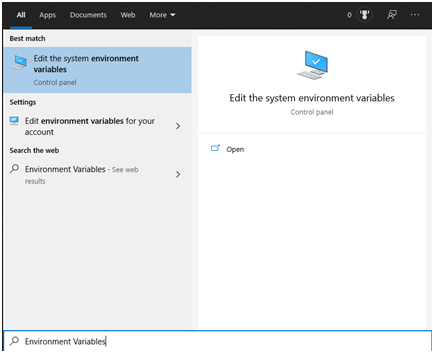 All Apps Documents Web More 0 ...
Best match
Edit the system environment
variables
Control panel
Settings
Edit environment variables for your
account
Search the web
Environment Variables - See web
results
Edit the system environment variables
Control panel
Open
Environment Variables